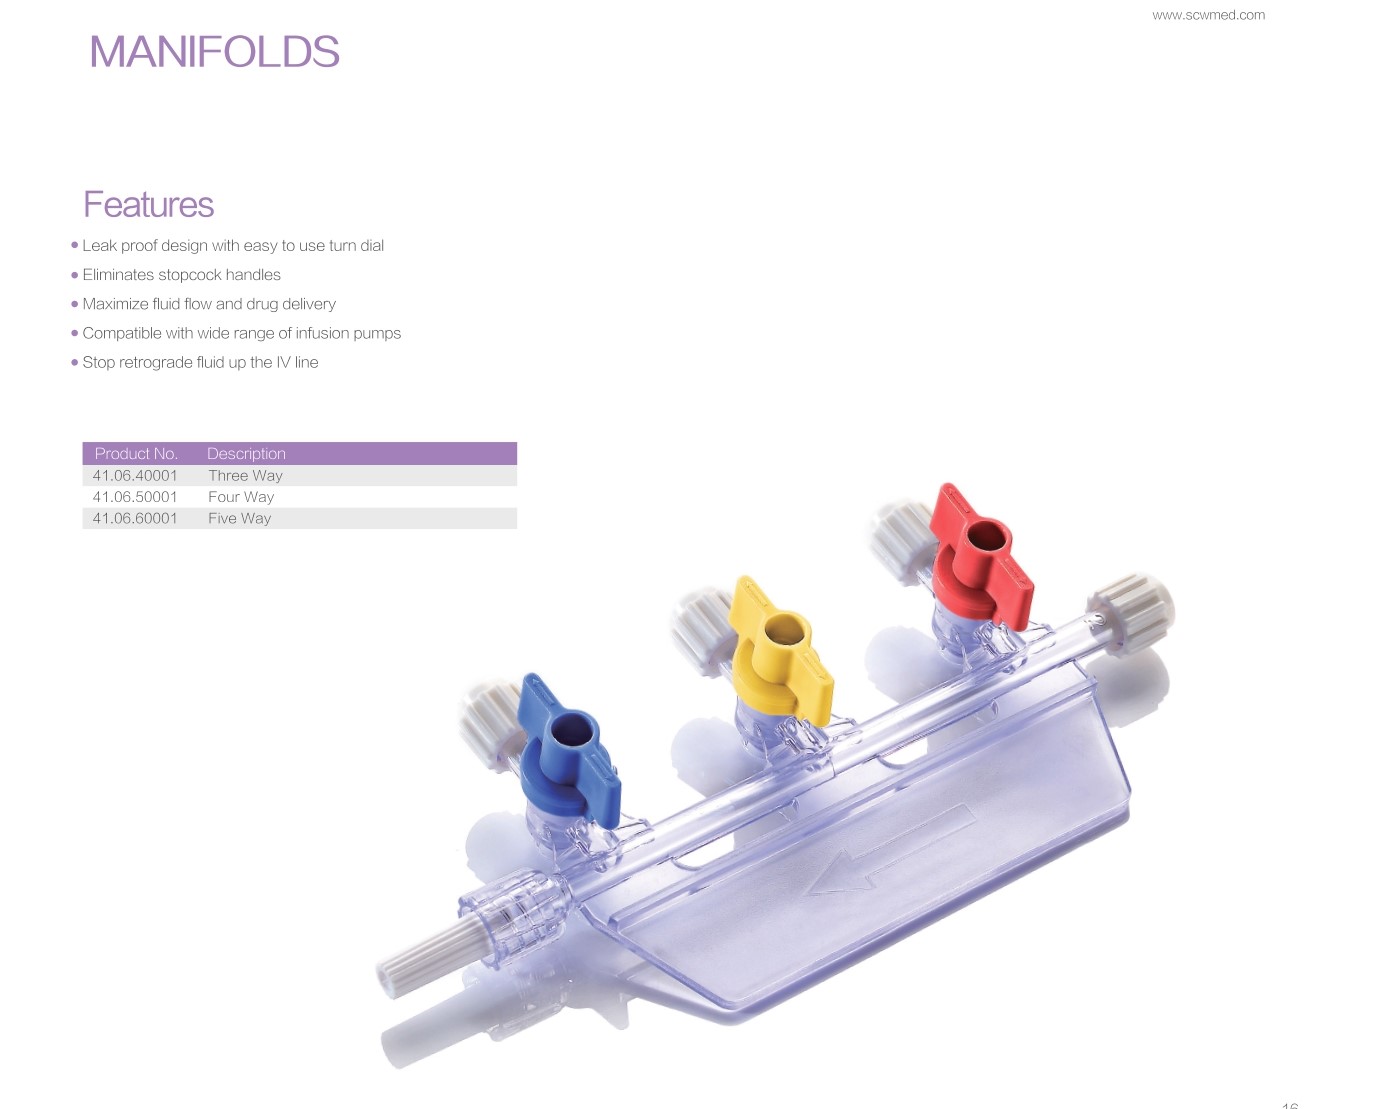 www.scwmed.com
MANIFOLDS
Features
• Leak proof design with easy to use turn dial
• Eliminates stopcock handles
• Maximize fluid flow and drug delivery
• Compatible with wide range of infusion pumps
• Stop retrograde fluid up the IV line
Product No. Description
41.06.40001 Three Way
41.06.50001 Four Way
41.06.60001 Five Way
16